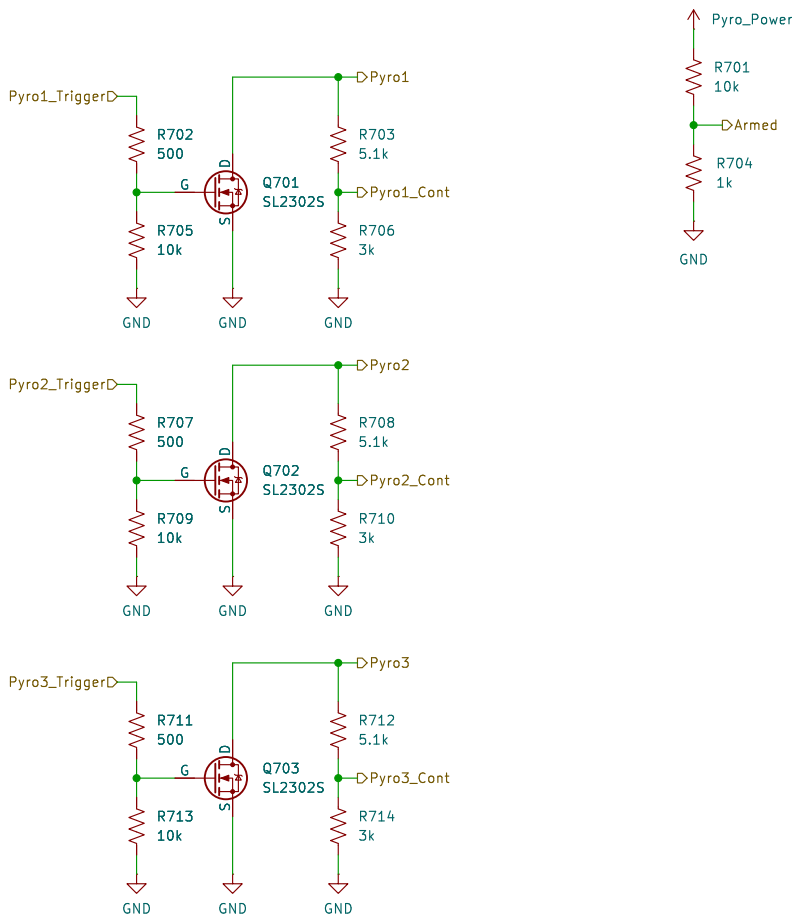 Pyro_Power
R701
10k
Armed
R704
1k
GND
Pyro1_Trigger
Pyro1
R702
500
R703
5.1k
D
G
Q701
SL2302S
Pyro1_Cont
S
R705
10k
R706
3k
GND
GND
GND
Pyro2_Trigger
Pyro2
R707
500
R708
5.1k
D
G
Q702
SL2302S
Pyro2_Cont
S
R709
10k
R710
3k
GND
GND
GND
Pyro3_Trigger
Pyro3
R711
500
R712
5.1k
D
G
Q703
SL2302S
Pyro3_Cont
S
R713
10k
R714
3k
GND
GND
GND